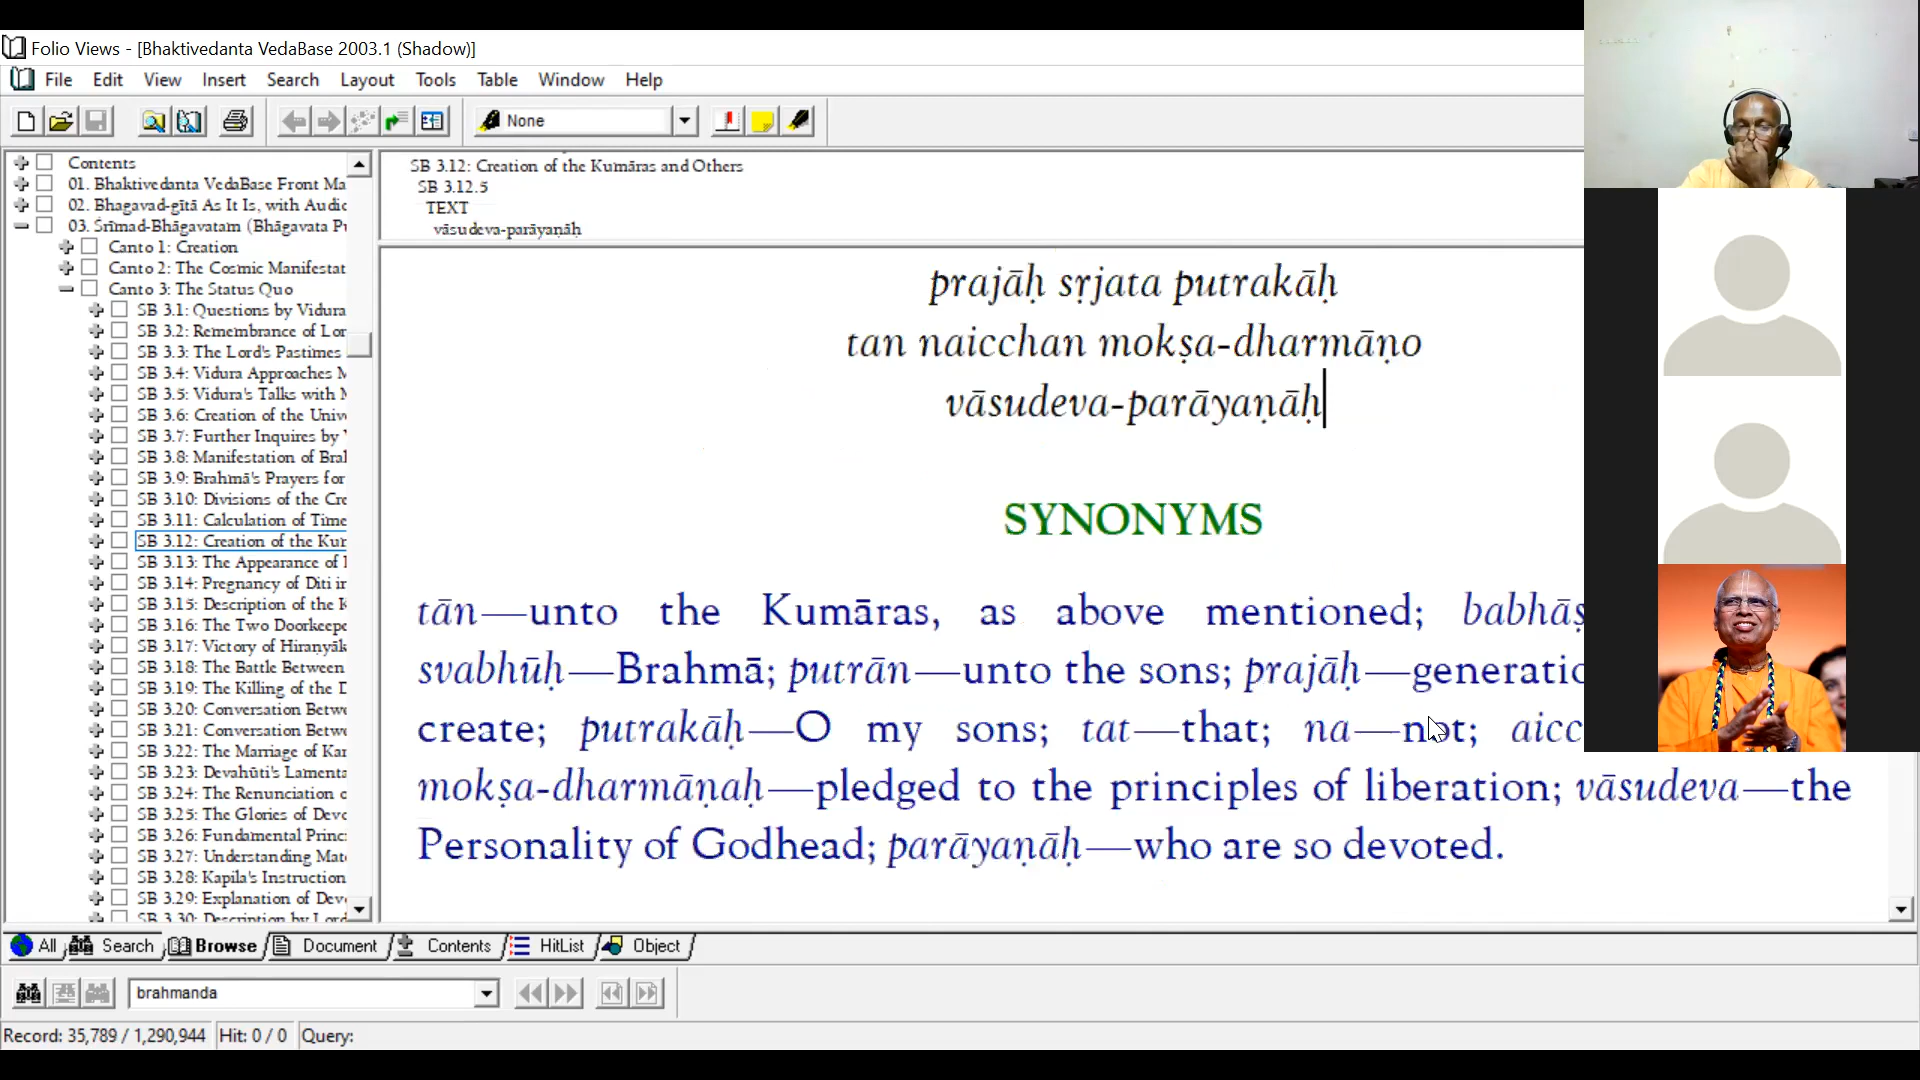 Folio Views - [Bhaktivedanta VedaBase 2003.1 (Shadow)]
File Edit View Insert Search Layout Tools Table Window Help
None
Contents
01. Bhaktivedanta VedaBase Front Ma
02. Bhagavad-gītā As It Is, with Audio
03. Śrīmad-Bhāgavatam (Bhāgavata Pu
Canto 1: Creation
Canto 2: The Cosmic Manifestat
Canto 3: The Status Quo
SB 3.1: Questions by Vidura
SB 3.2: Remembrance of Lor
SB 3.3: The Lord's Pastimes
SB 3.4: Vidura Approaches M
SB 3.5: Vidura's Talks with M
SB 3.6: Creation of the Univ
SB 3.7: Further Inquires by V
SB 3.8: Manifestation of Brah
SB 3.9: Brahmā's Prayers for
SB 3.10: Divisions of the Cre
SB 3.11: Calculation of Time
SB 3.12: Creation of the Kum
SB 3.13: The Appearance of L
SB 3.14: Pregnancy of Diti in
SB 3.15: Description of the K
SB 3.16: The Two Doorkeepe
SB 3.17: Victory of Hiraṇyāk
SB 3.18: The Battle Between
SB 3.19: The Killing of the D
SB 3.20: Conversation Betwe
SB 3.21: Conversation Betwe
SB 3.22: The Marriage of Kar
SB 3.23: Devahūti's Lamenta
SB 3.24: The Renunciation o
SB 3.25: The Glories of Devo
SB 3.26: Fundamental Princi
SB 3.27: Understanding Mate
SB 3.28: Kapila's Instruction
SB 3.29: Explanation of Devo
SB 3.30: Description by Lord
SB 3.12: Creation of the Kumāras and Others
SB 3.12.5
TEXT
vāsudeva-parāyaṇāḥ
prajāḥ sṛjata putrakāḥ
tan naicchan mokṣa-dharmāṇo
vāsudeva-parāyaṇāḥ
SYNONYMS
tān—unto the Kumāras, as above mentioned; babhāṣ
svabhūḥ—Brahmā; putrān—unto the sons; prajāḥ—generatio
create; putrakāḥ—O my sons; tat—that; na—not; aicc
mokṣa-dharmāṇaḥ—pledged to the principles of liberation; vāsudeva—the
Personality of Godhead; parāyaṇāḥ—who are so devoted.
All Search Browse Document Contents HitList Object
brahmanda
Record: 35,789 / 1,290,944 Hit: 0 / 0 Query: